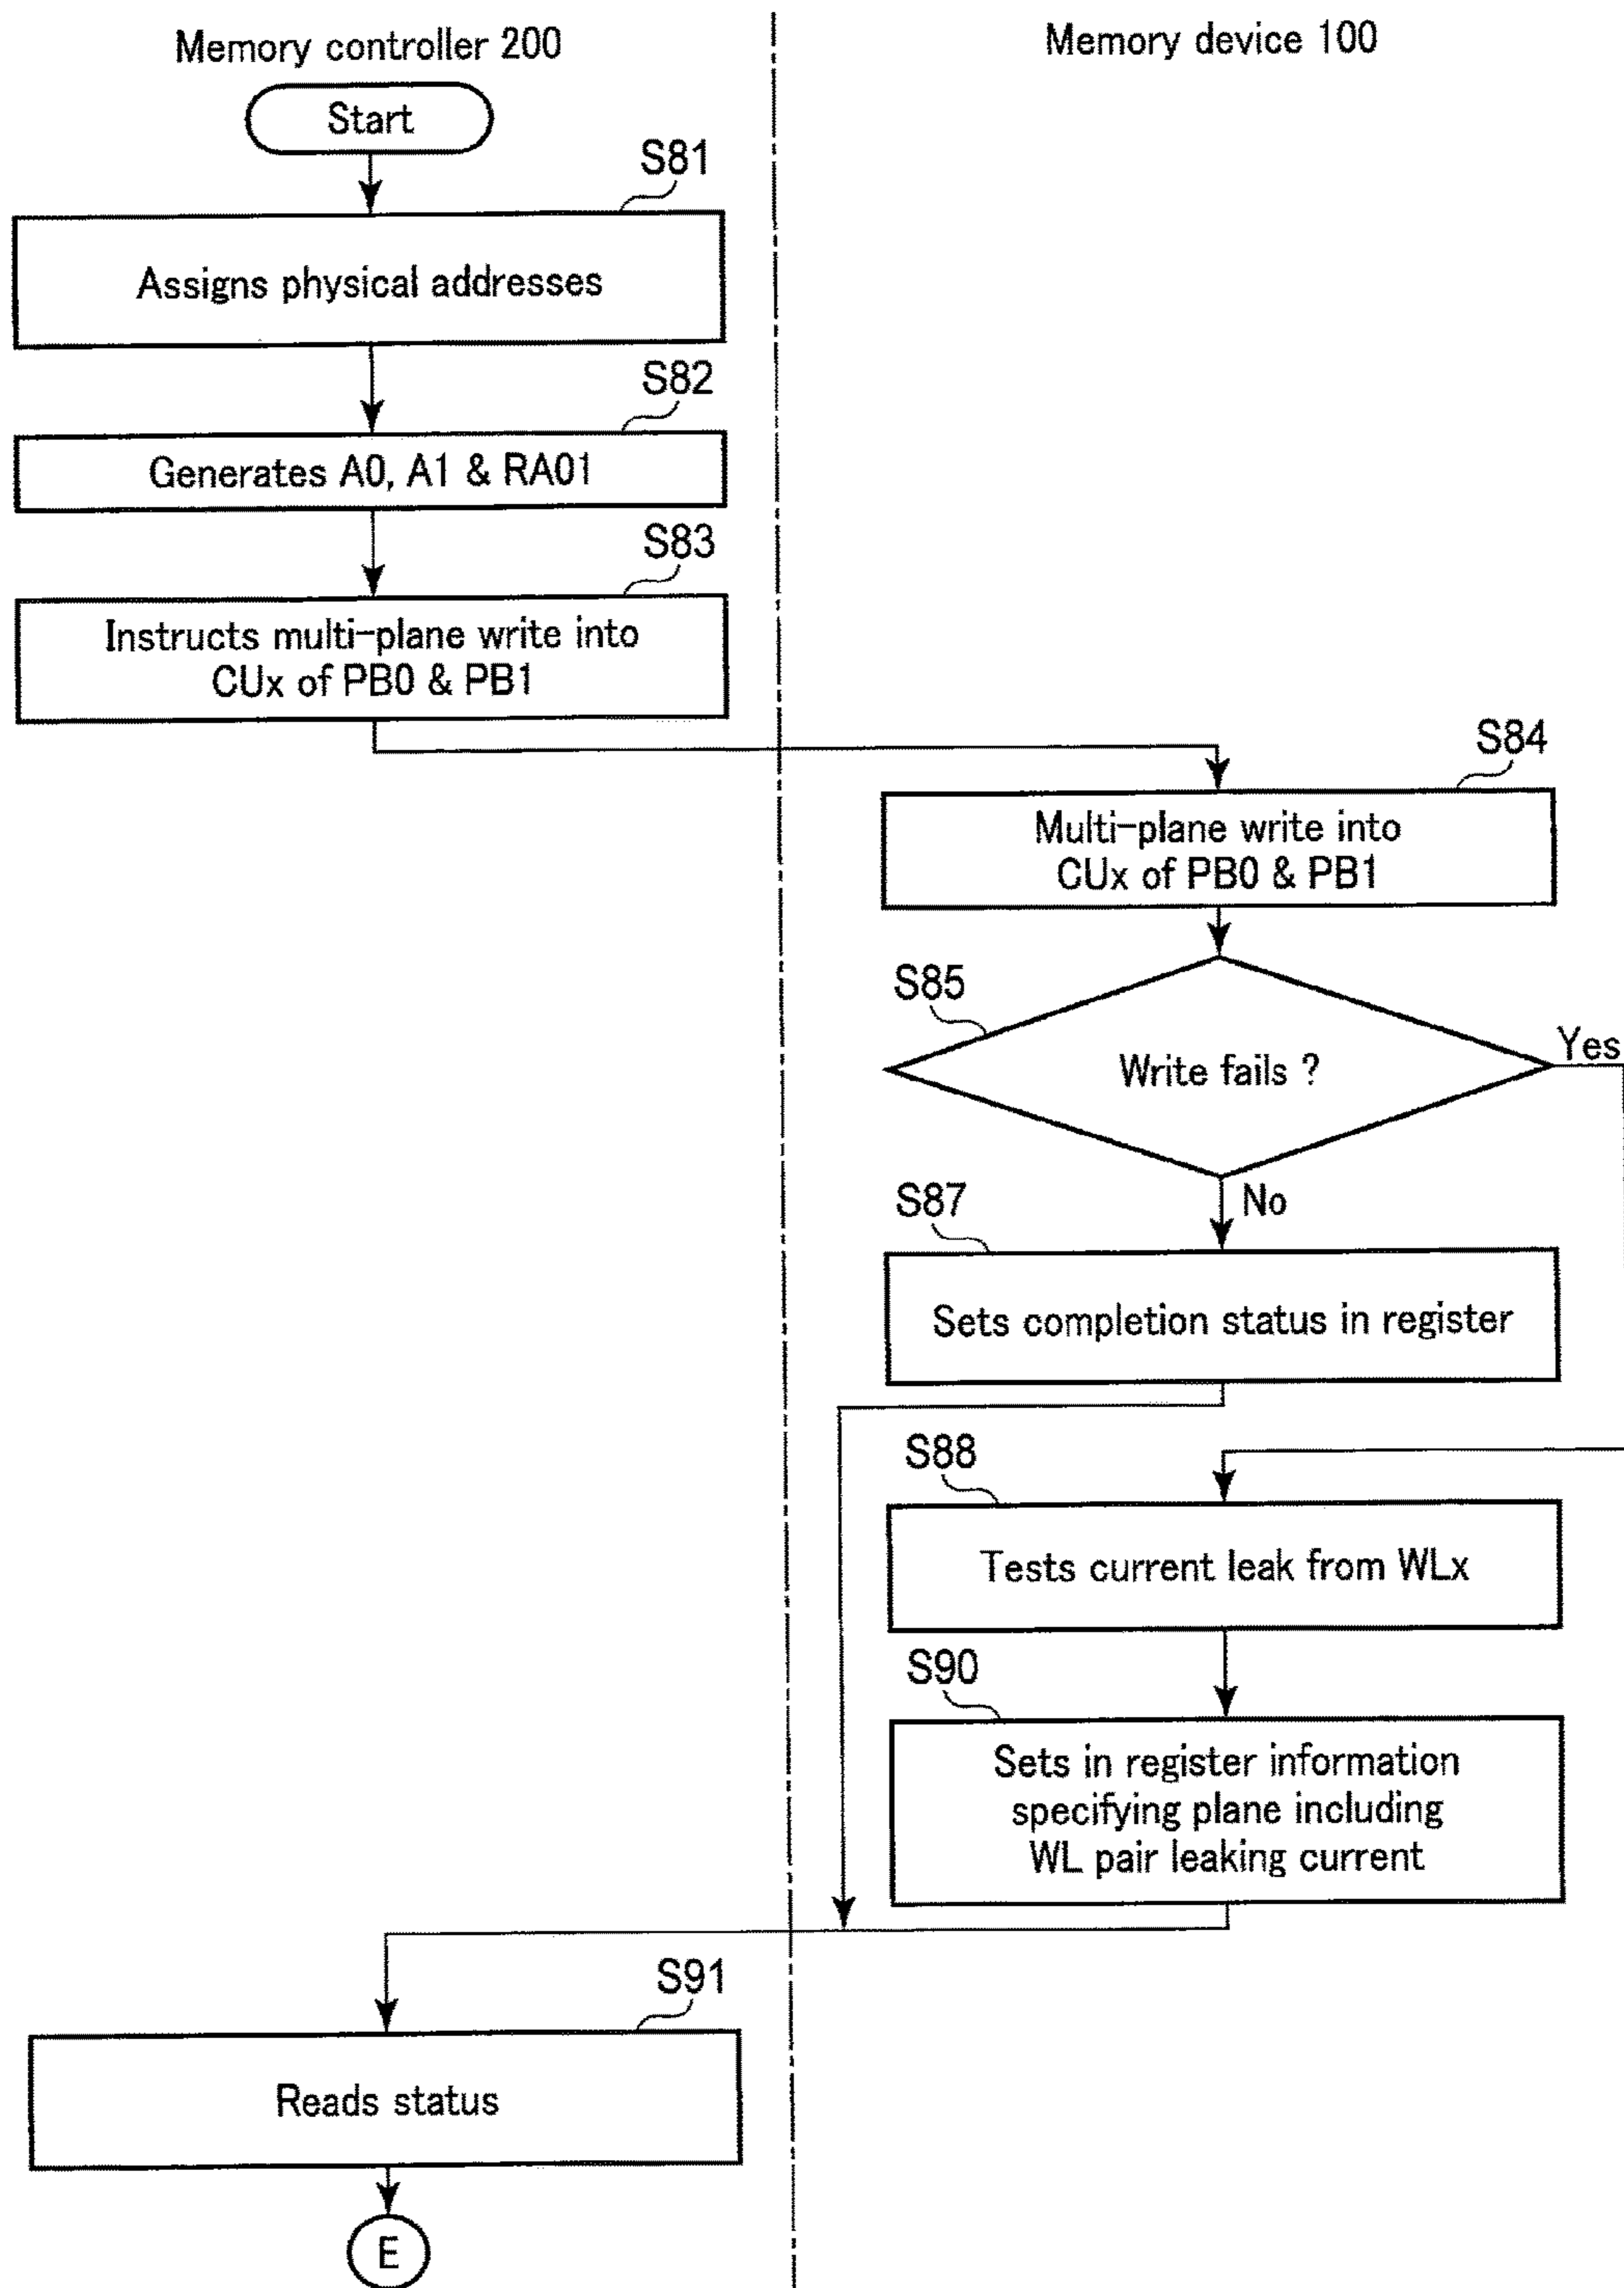 Memory controller 200
Memory device 100
Start
S81
Assigns physical addresses
S82
Generates A0, A1 & RA01
S83
Instructs multi-plane write into
CUx of PB0 & PB1
S84
Multi-plane write into
CUx of PB0 & PB1
S85
Write fails ?
Yes
No
S87
Sets completion status in register
S88
Tests current leak from WLx
S90
Sets in register information
specifying plane including
WL pair leaking current
S91
Reads status
E